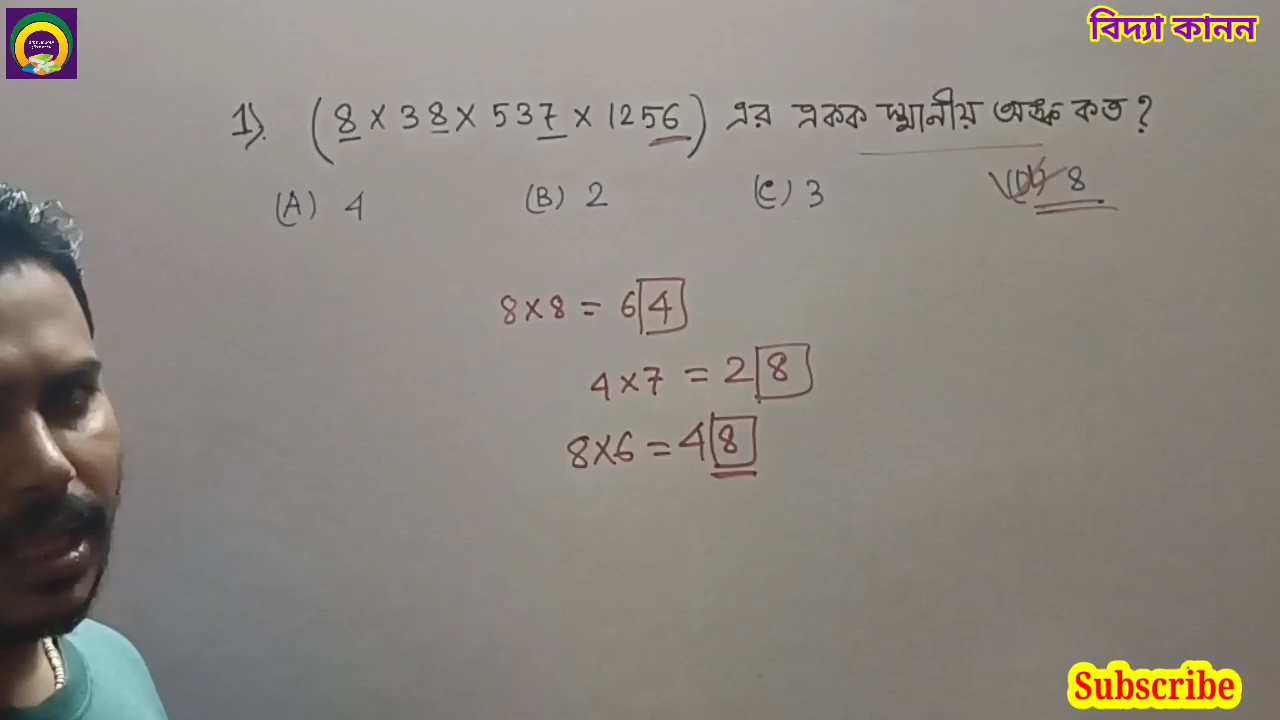 বিদ্যা কানন
1). (8 × 38 × 537 × 1256) এর একক স্থানীয় অঙ্ক কত ?
(A) 4 (B) 2 (C) 3 (D) 8
8×8 = 64
4×7 = 28
8×6 = 48
Subscribe